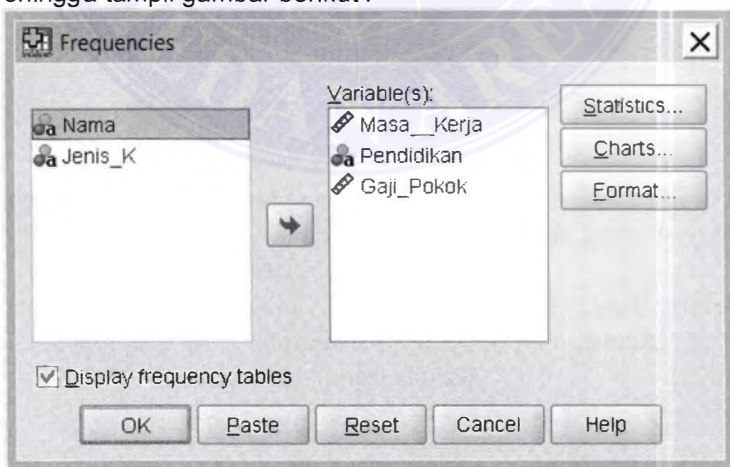 Frequencies
Variable(s):
Nama
Jenis_K
Masa__Kerja
Pendidikan
Gaji_Pokok
Statistics...
Charts...
Format...
Display frequency tables
OK
Paste
Reset
Cancel
Help